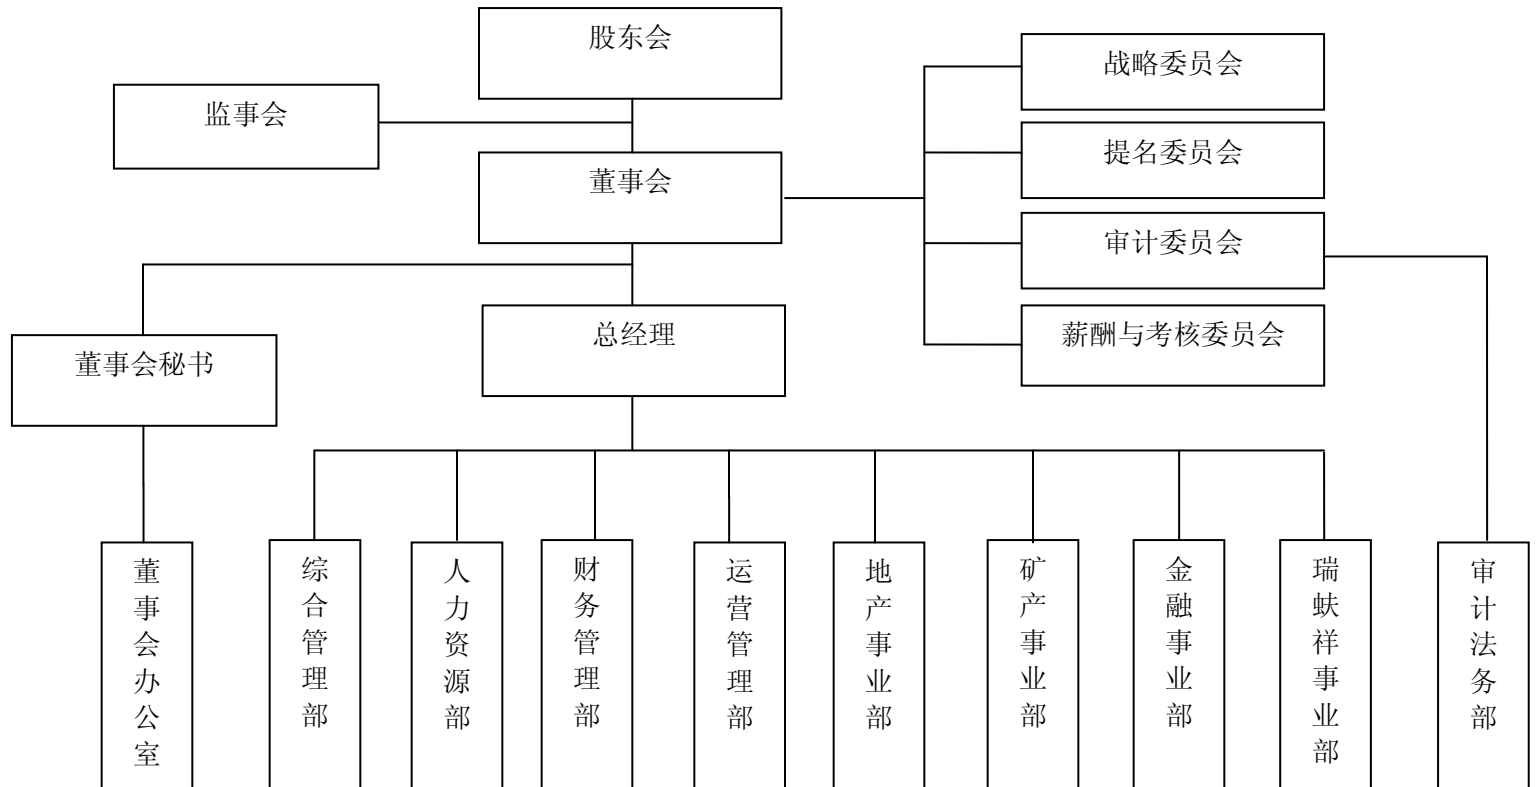 股东会
战略委员会
监事会
提名委员会
董事会
审计委员会
总经理
薪酬与考核委员会
董事会秘书
董事会办公室
综合管理部
人力资源部
财务管理部
运营管理部
地产事业部
矿产事业部
金融事业部
瑞蚨祥事业部
审计法务部